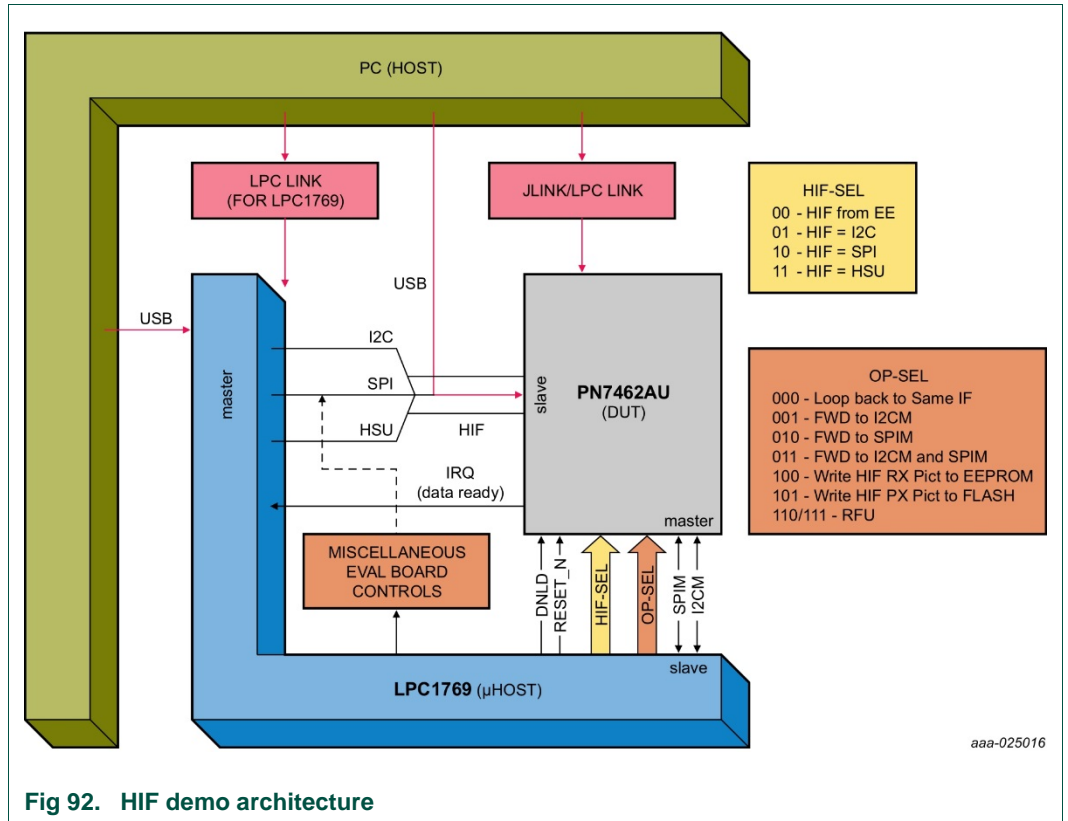 PC (HOST)
LPC LINK
(FOR LPC1769)
JLINK/LPC LINK
HIF-SEL
00 - HIF from EE
01 - HIF = I2C
10 - HIF = SPI
11 - HIF = HSU
USB
USB
master
I2C
SPI
HSU
HIF
IRQ
(data ready)
slave
PN7462AU
(DUT)
master
OP-SEL
000 - Loop back to Same IF
001 - FWD to I2CM
010 - FWD to SPIM
011 - FWD to I2CM and SPIM
100 - Write HIF RX Pict to EEPROM
101 - Write HIF PX Pict to FLASH
110/111 - RFU
MISCELLANEOUS
EVAL BOARD
CONTROLS
DNLD
RESET_N
HIF-SEL
OP-SEL
SPIM
I2CM
slave
LPC1769 (µHOST)
aaa-025016
Fig 92. HIF demo architecture